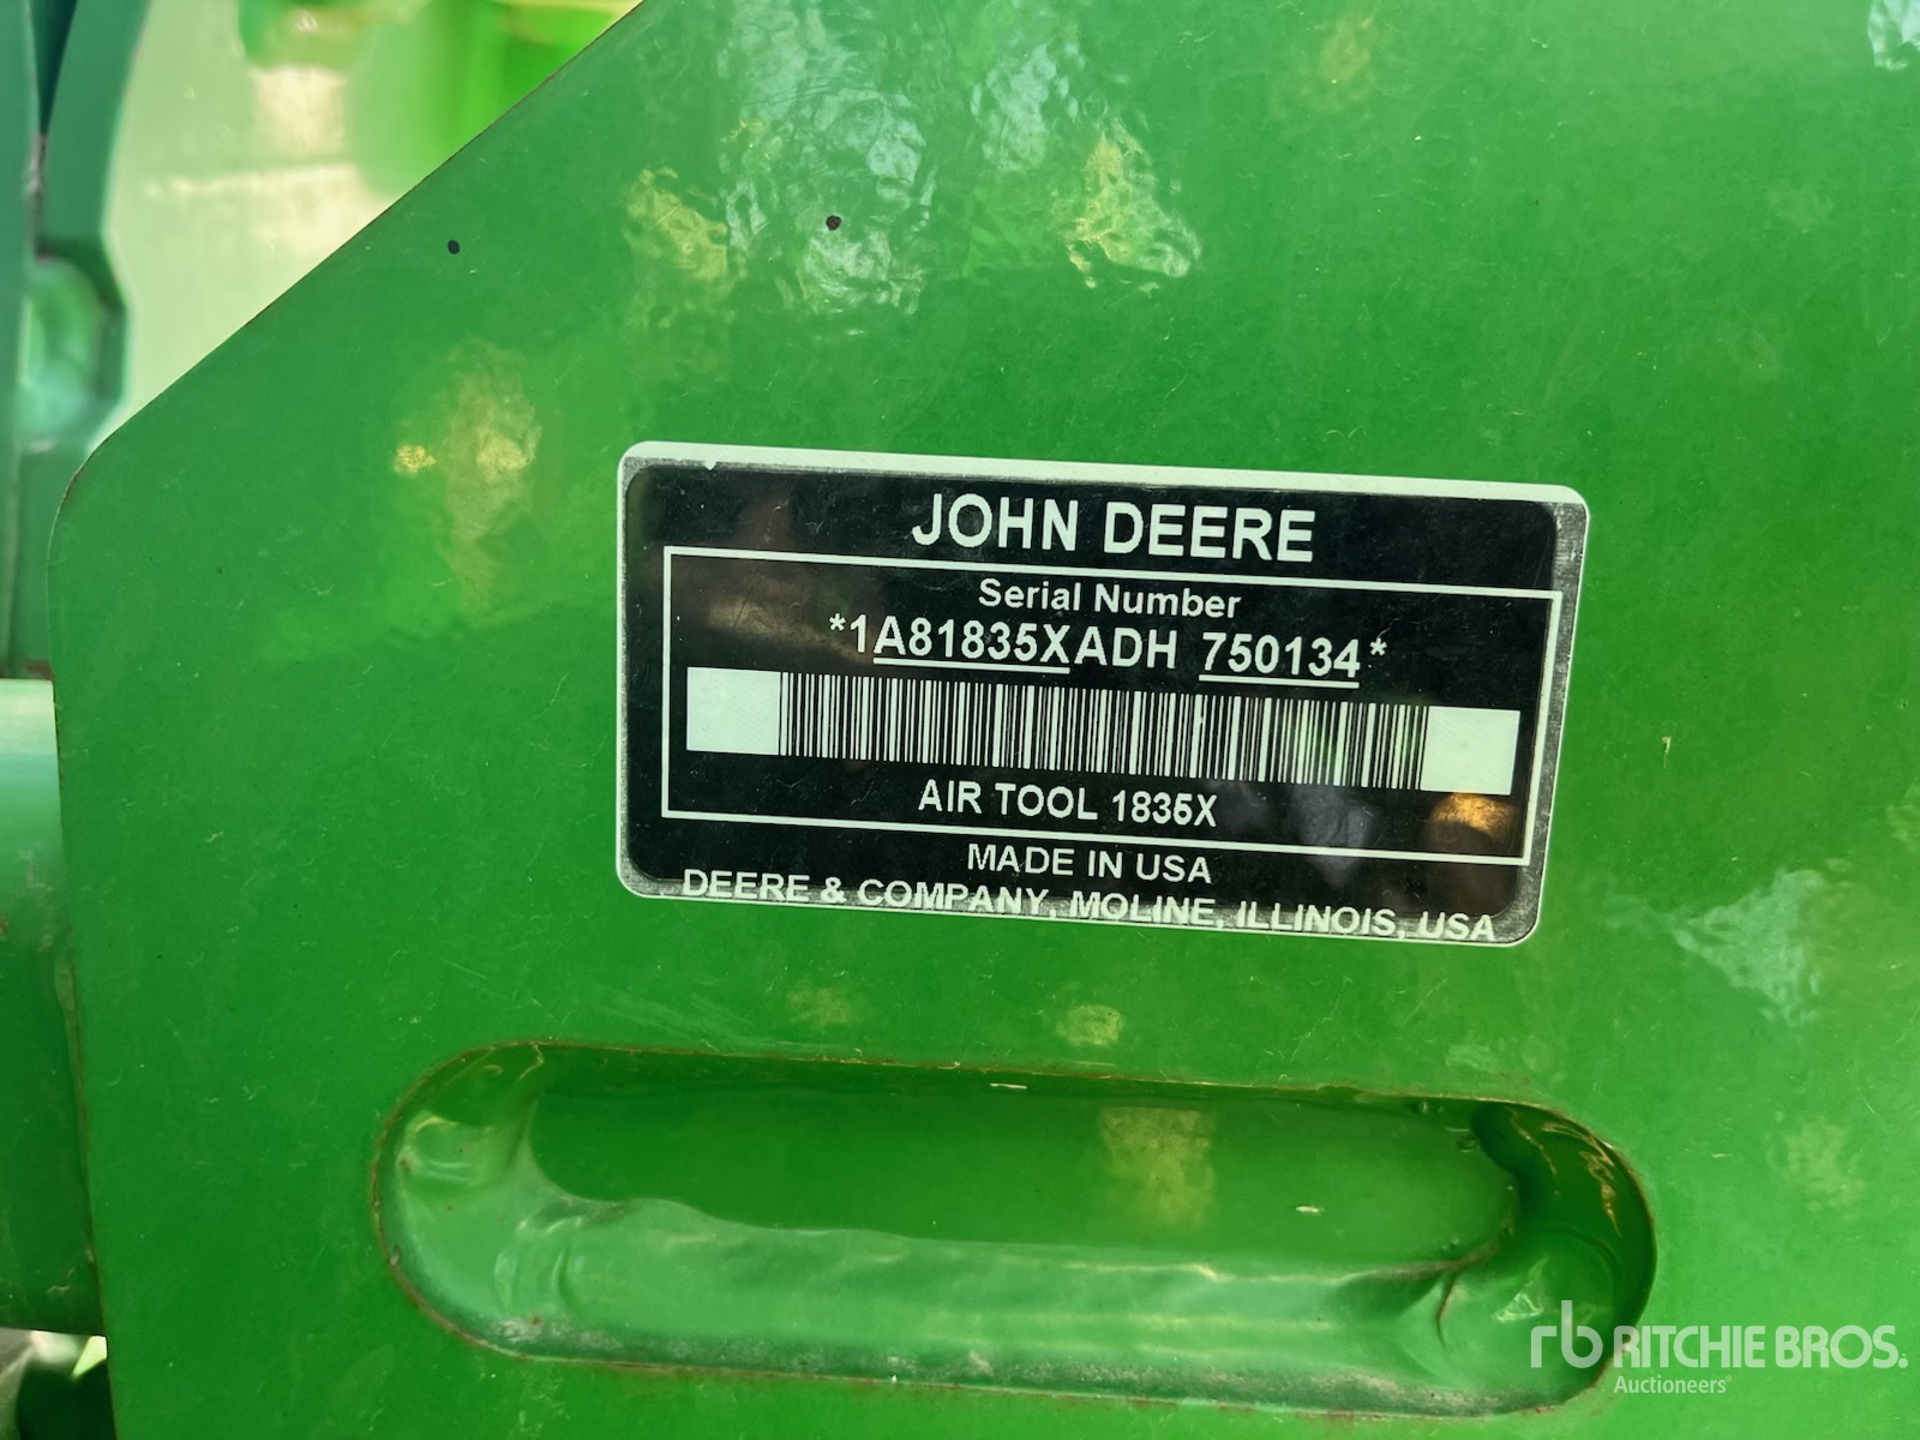 JOHN DEERE
Serial Number
*1A81835XADH 750134*
AIR TOOL 1835X
MADE IN USA
DEERE & COMPANY, MOLINE, ILLINOIS, USA
rb RITCHIE BROS.
Auctioneers